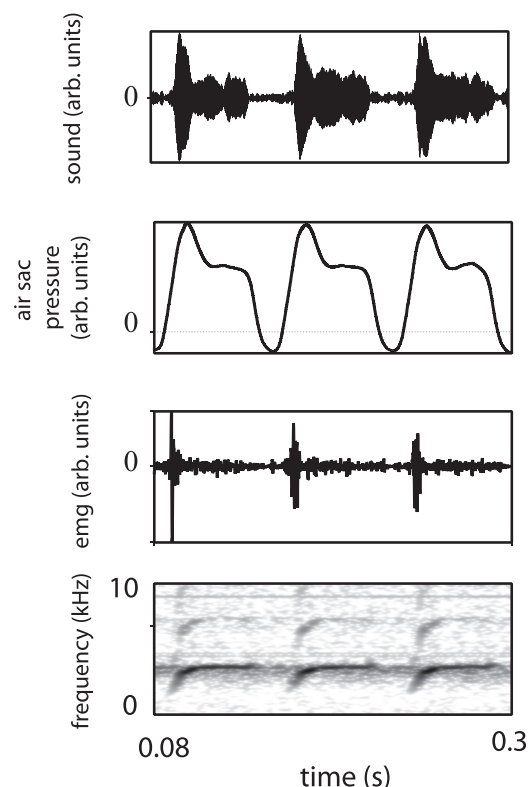 sound (arb. units)
0
air sac
pressure
(arb. units)
0
emg (arb. units)
0
frequency (kHz)
10
0
0.08
0.3
time (s)